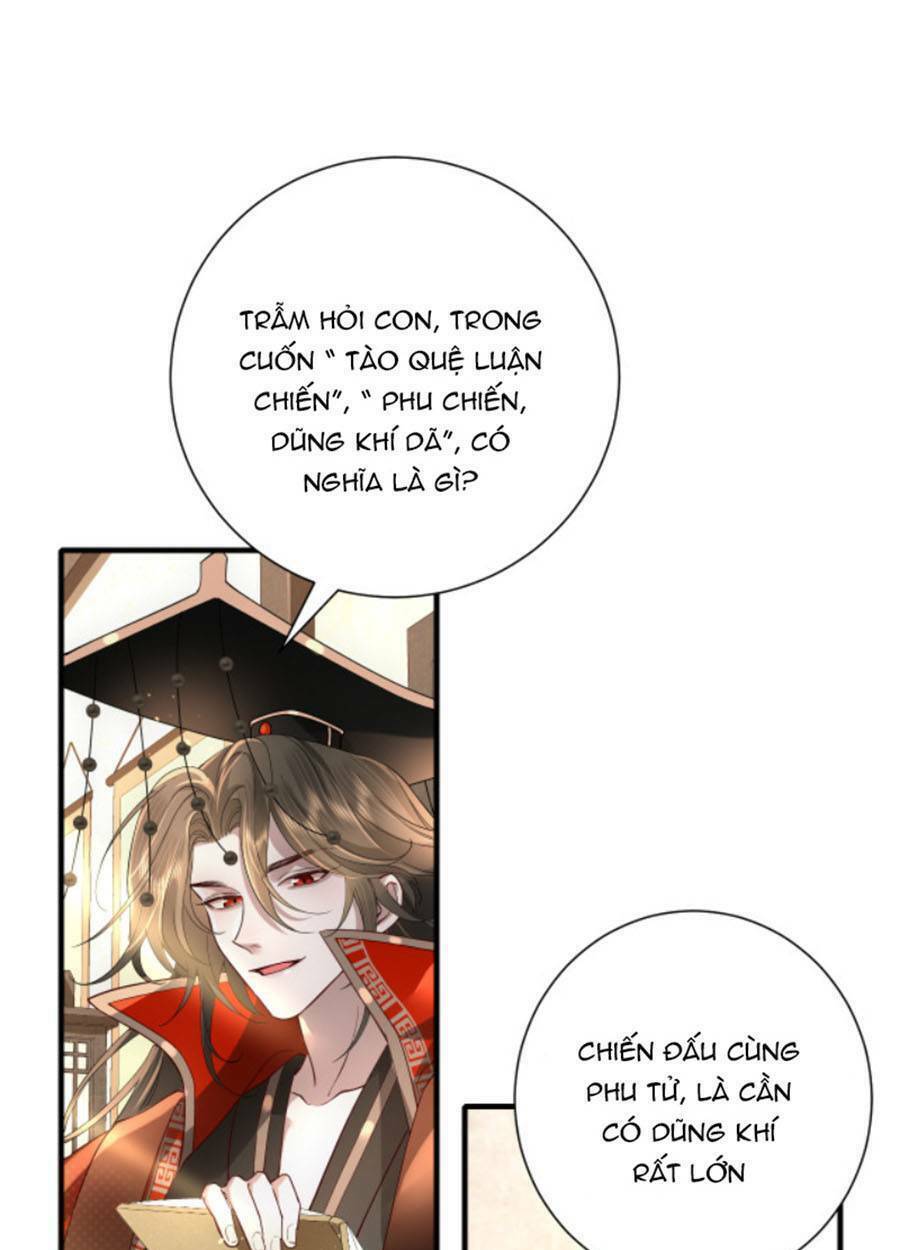 TRẪM HỎI CON, TRONG
CUỐN “ TÀO QUỆ LUẬN
CHIẾN”, “ PHU CHIẾN,
DŨNG KHÍ DÃ”, CÓ
NGHĨA LÀ GÌ?
CHIẾN ĐẤU CÙNG
PHU TỬ, LÀ CẦN
CÓ DŨNG KHÍ
RẤT LỚN